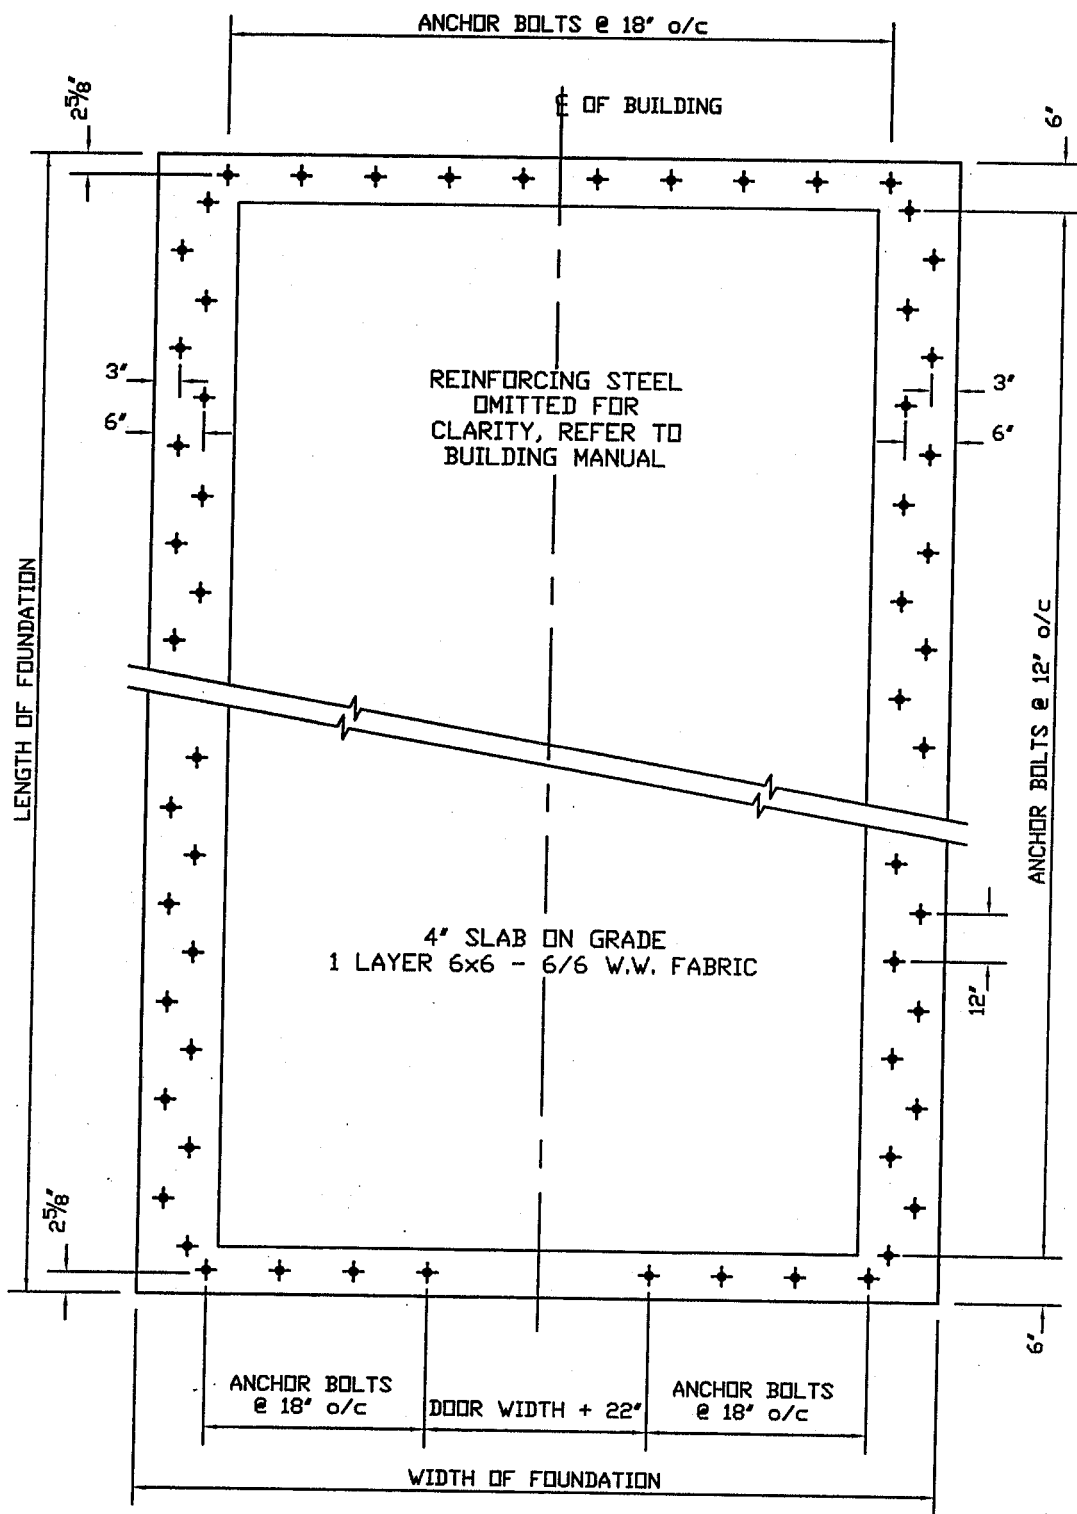 ANCHOR BOLTS @ 18" o/c
2⅝"
℄ OF BUILDING
6"
3"
6"
REINFORCING STEEL
OMITTED FOR
CLARITY, REFER TO
BUILDING MANUAL
3"
6"
LENGTH OF FOUNDATION
ANCHOR BOLTS @ 12" o/c
4" SLAB ON GRADE
1 LAYER 6x6 - 6/6 W.W. FABRIC
12"
2⅝"
6"
ANCHOR BOLTS
@ 18" o/c
DOOR WIDTH + 22"
ANCHOR BOLTS
@ 18" o/c
WIDTH OF FOUNDATION